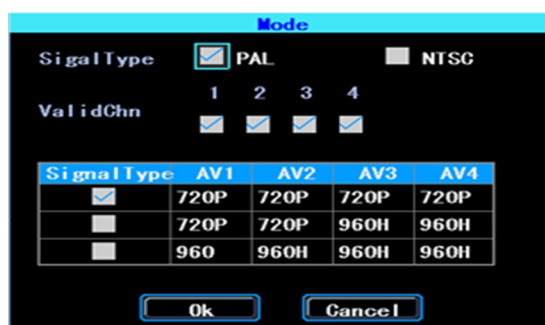 Mode
SigalType PAL NTSC
1 2 3 4
ValidChn
SignalType AV1 AV2 AV3 AV4
720P 720P 720P 720P
720P 720P 960H 960H
960 960H 960H 960H
Ok Cancel